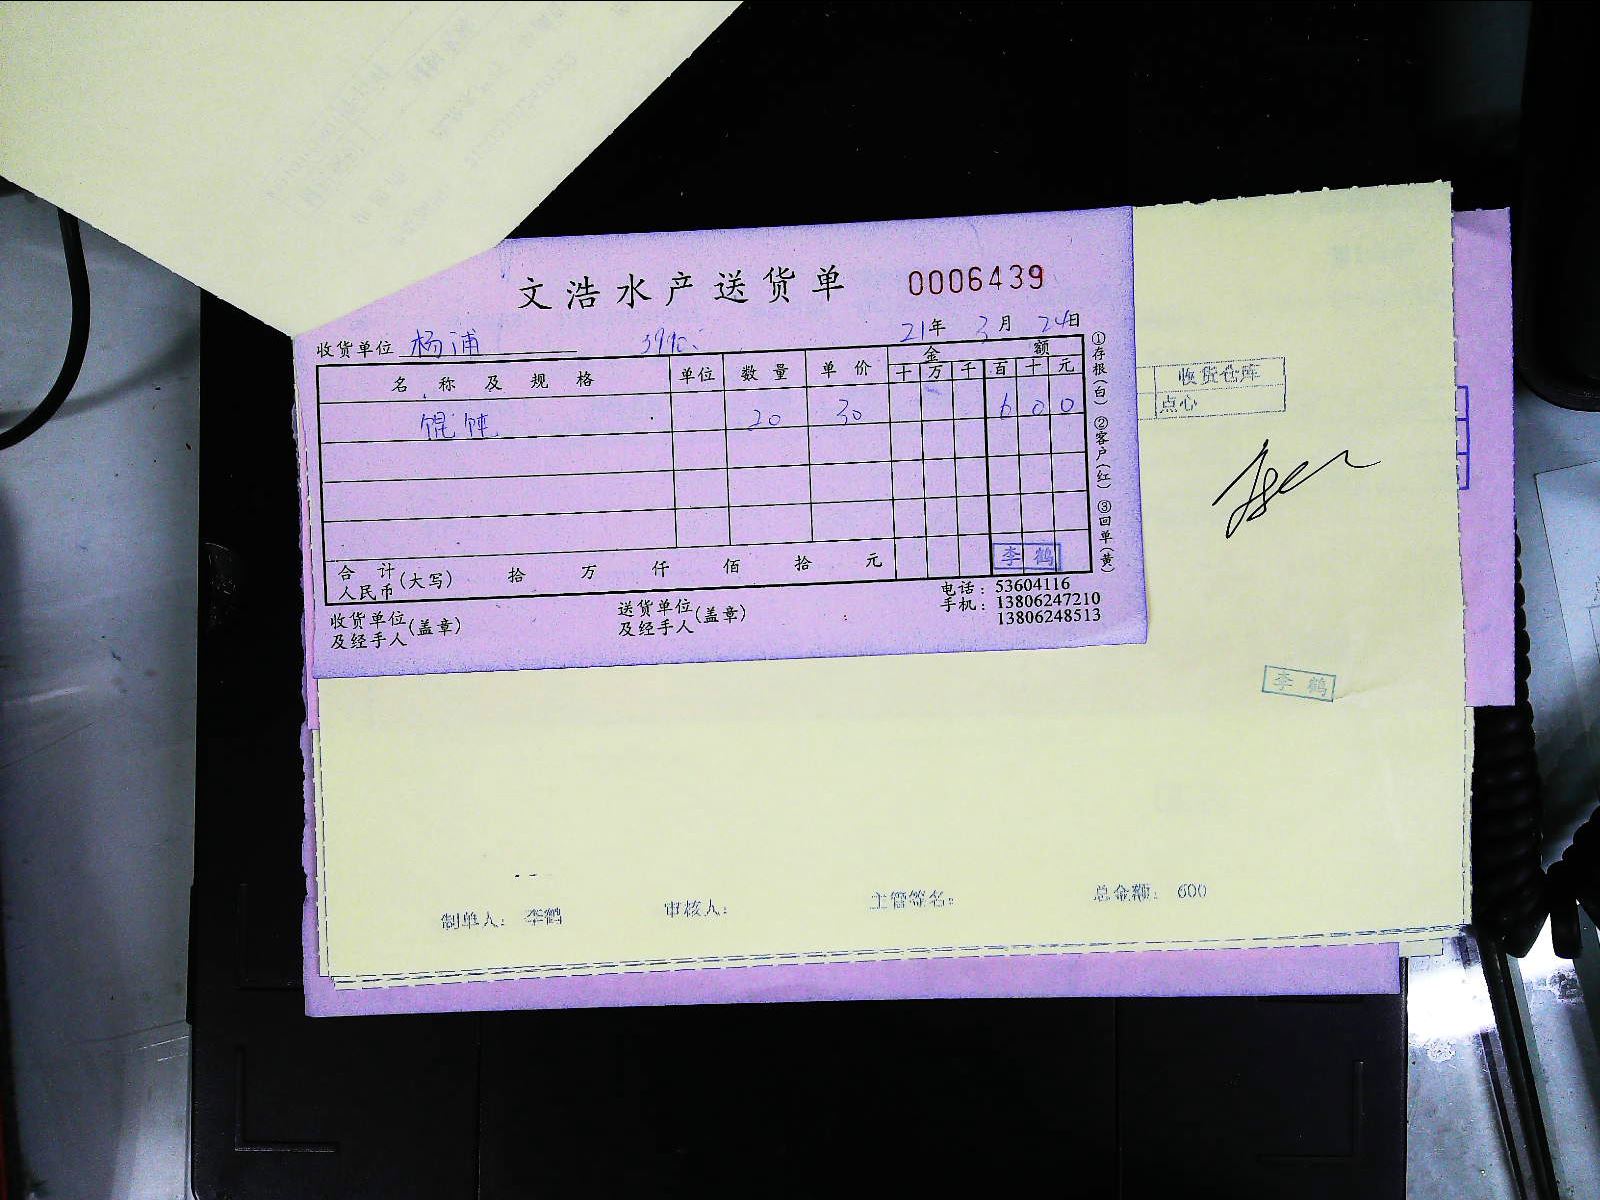 文浩水产送货单 0006439
收货单位 杨浦 21年 3月 24日
名称及规格 单位 数量 单价 金额
十 万 千 百 十 元
馄饨 20 30 6 0 0
合计人民币(大写) 拾 万 仟 佰 拾 元
李鹤
收货单位及经手人(盖章) 送货单位及经手人(盖章)
电话：53604116
手机：13806247210
13806248513
①存根(白) ②客户(红) ③回单(黄)
收货仓库
点心
李鹤
制单人：李鹤 审核人： 主管签名： 总金额：600